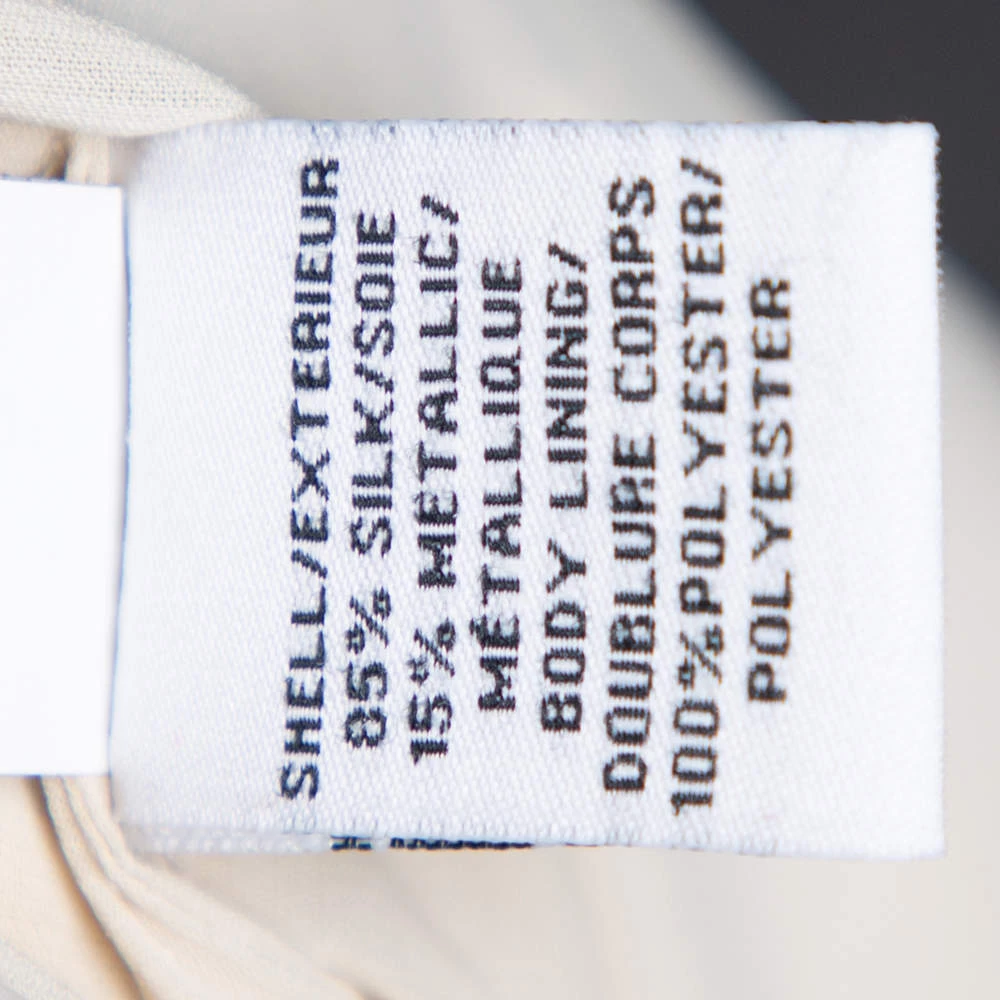 SHELL/EXTERIEUR
85% SILK/SOIE
15% METALLIC/
MÉTALLIQUE
BODY LINING/
DOUBLURE CORPS
100%POLYESTER/
POLYESTER